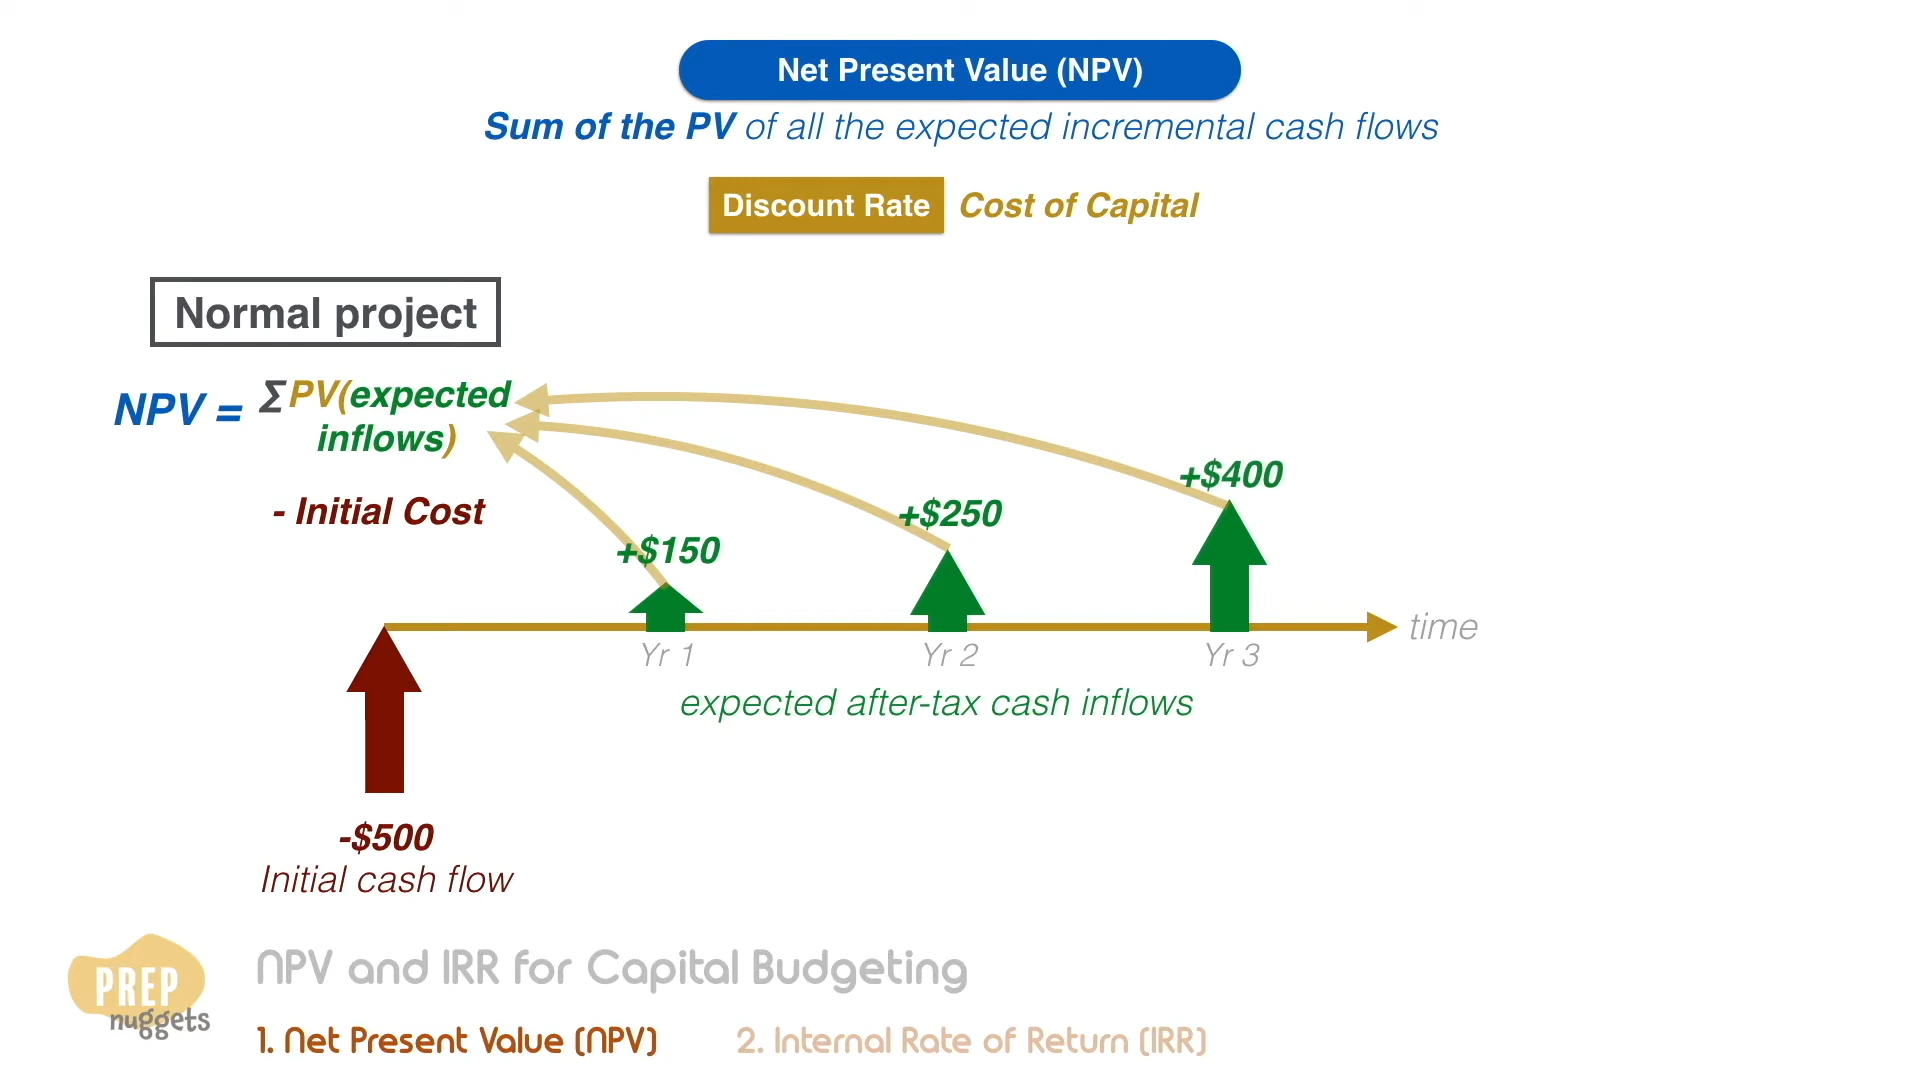 Net Present Value (NPV)
Sum of the PV of all the expected incremental cash flows
Discount Rate Cost of Capital
Normal project
NPV = Σ PV(expected
inflows)
- Initial Cost
+$150
+$250
+$400
time
Yr 1
Yr 2
Yr 3
expected after-tax cash inflows
-$500
Initial cash flow
PREP
nuggets
NPV and IRR for Capital Budgeting
1. Net Present Value (NPV)
2. Internal Rate of Return (IRR)